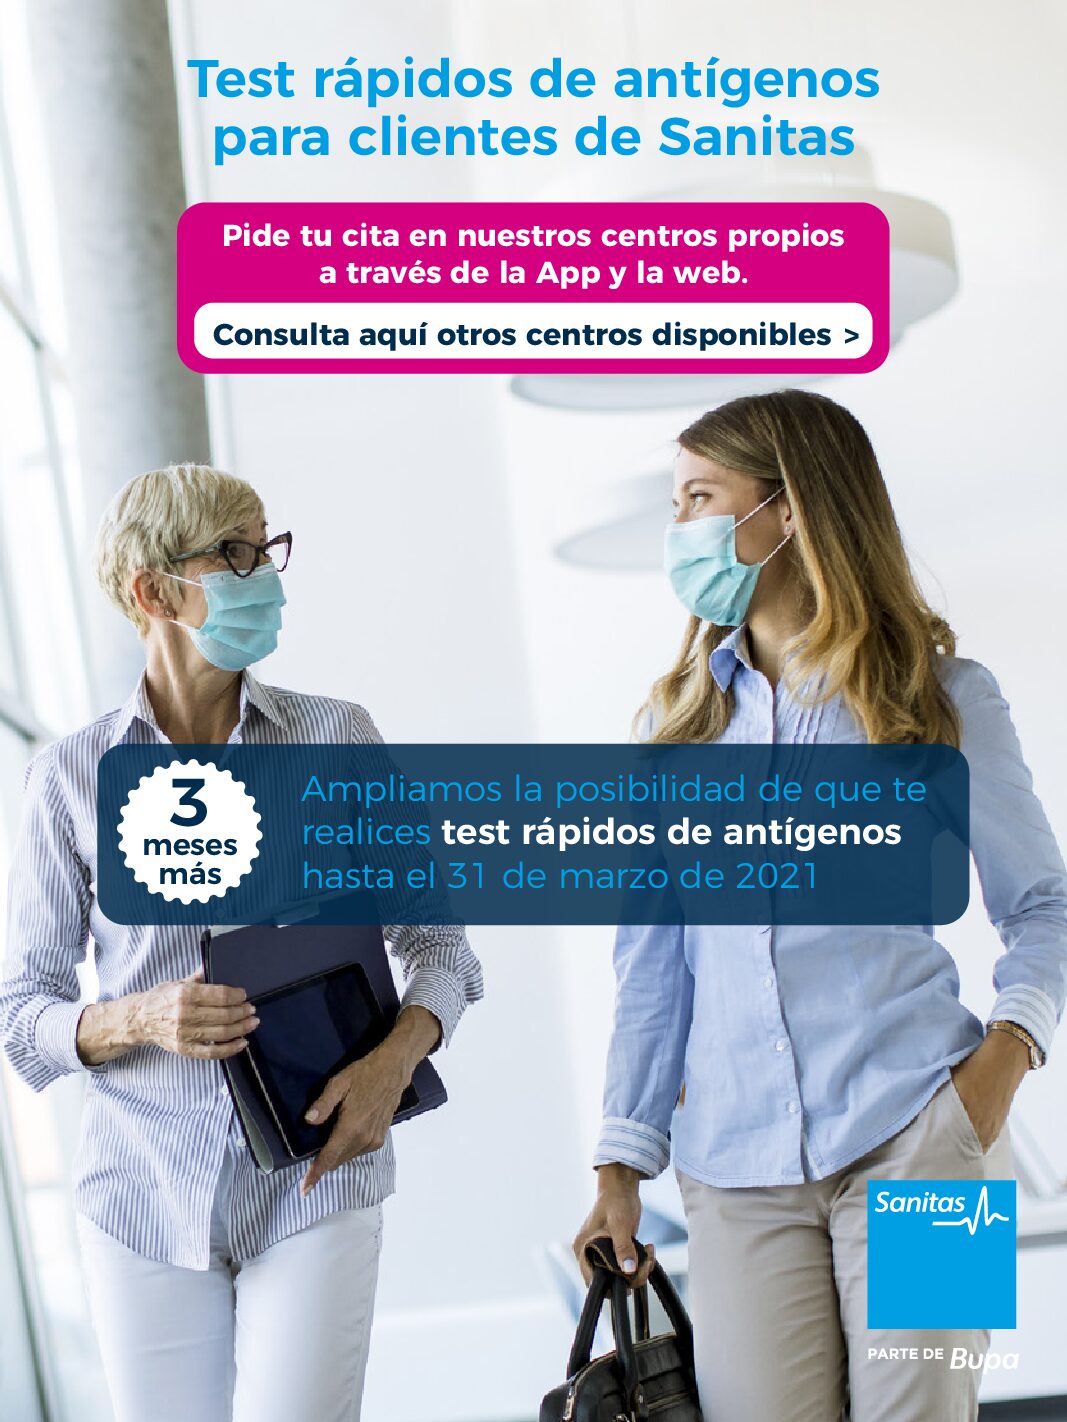 Test rápidos de antígenos
para clientes de Sanitas
Pide tu cita en nuestros centros propios
a través de la App y la web.
Consulta aquí otros centros disponibles >
3
meses
más
Ampliamos la posibilidad de que te
realices test rápidos de antígenos
hasta el 31 de marzo de 2021
Sanitas
PARTE DE Bupa